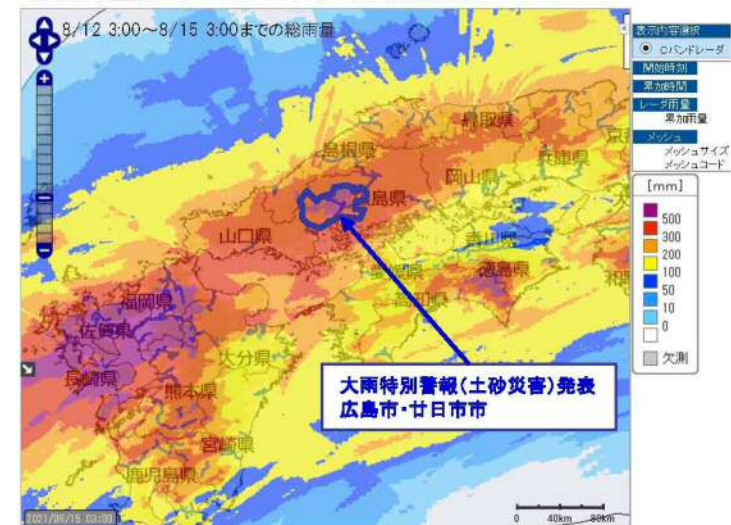 8/12 3:00～8/15 3:00までの総雨量
表示内容選択
Cバンドレーダ
開始時刻
累加時間
レーダ雨量
累加雨量
メッシュ
メッシュサイズ
メッシュコード
[mm]
500
300
200
100
50
10
0
欠測
鳥取県
島根県
兵庫県
岡山県
島県
山口県
香川県
愛媛県
徳島県
高知県
福岡県
佐賀県
大分県
長崎県
熊本県
宮崎県
鹿児島県
大雨特別警報(土砂災害)発表
広島市・廿日市市
2021/08/15 03:00
0 40km 80km